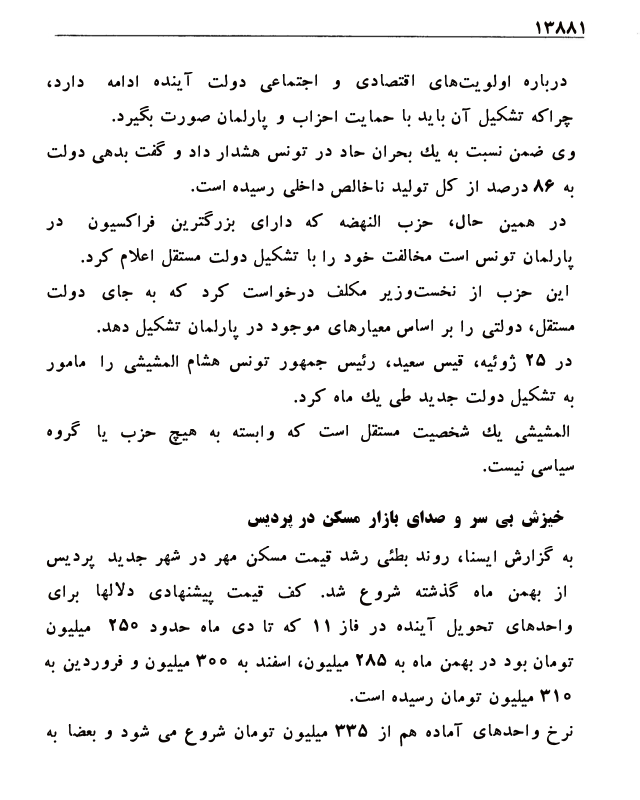 ۱۳۸۸۱
درباره اولویت‌های اقتصادی و اجتماعی دولت آینده ادامه دارد،
چراکه تشکیل آن باید با حمایت احزاب و پارلمان صورت بگیرد.
وی ضمن نسبت به یك بحران حاد در تونس هشدار داد و گفت بدهی دولت
به ۸۶ درصد از کل تولید ناخالص داخلی رسیده است.
در همین حال، حزب النهضه که دارای بزرگترین فراکسیون در
پارلمان تونس است مخالفت خود را با تشکیل دولت مستقل اعلام کرد.
این حزب از نخست‌وزیر مکلف درخواست کرد که به جای دولت
مستقل، دولتی را بر اساس معیارهای موجود در پارلمان تشکیل دهد.
در ۲۵ ژوئیه، قیس سعید، رئیس جمهور تونس هشام المشیشی را مامور
به تشکیل دولت جدید طی یك ماه کرد.
المشیشی یك شخصیت مستقل است که وابسته به هیچ حزب یا گروه
سیاسی نیست.
خیزش بی سر و صدای بازار مسکن در پردیس
به گزارش ایسنا، روند بطئی رشد قیمت مسکن مهر در شهر جدید پردیس
از بهمن ماه گذشته شروع شد. کف قیمت پیشنهادی دلالها برای
واحدهای تحویل آینده در فاز ۱۱ که تا دی ماه حدود ۲۵۰ میلیون
تومان بود در بهمن ماه به ۲۸۵ میلیون، اسفند به ۳۰۰ میلیون و فروردین به
۳۱۰ میلیون تومان رسیده است.
نرخ واحدهای آماده هم از ۳۳۵ میلیون تومان شروع می شود و بعضا به